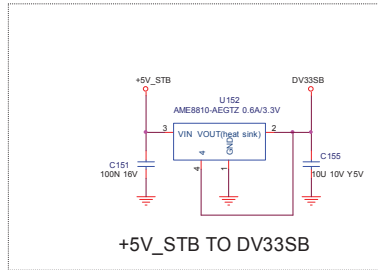 +5V_STB
DV33SB
U152
AME8810-AEGTZ 0.6A/3.3V
3
VIN VOUT(heat sink)
2
4
GND
C151
100N 16V
4
1
C155
10U 10V Y5V
+5V_STB TO DV33SB